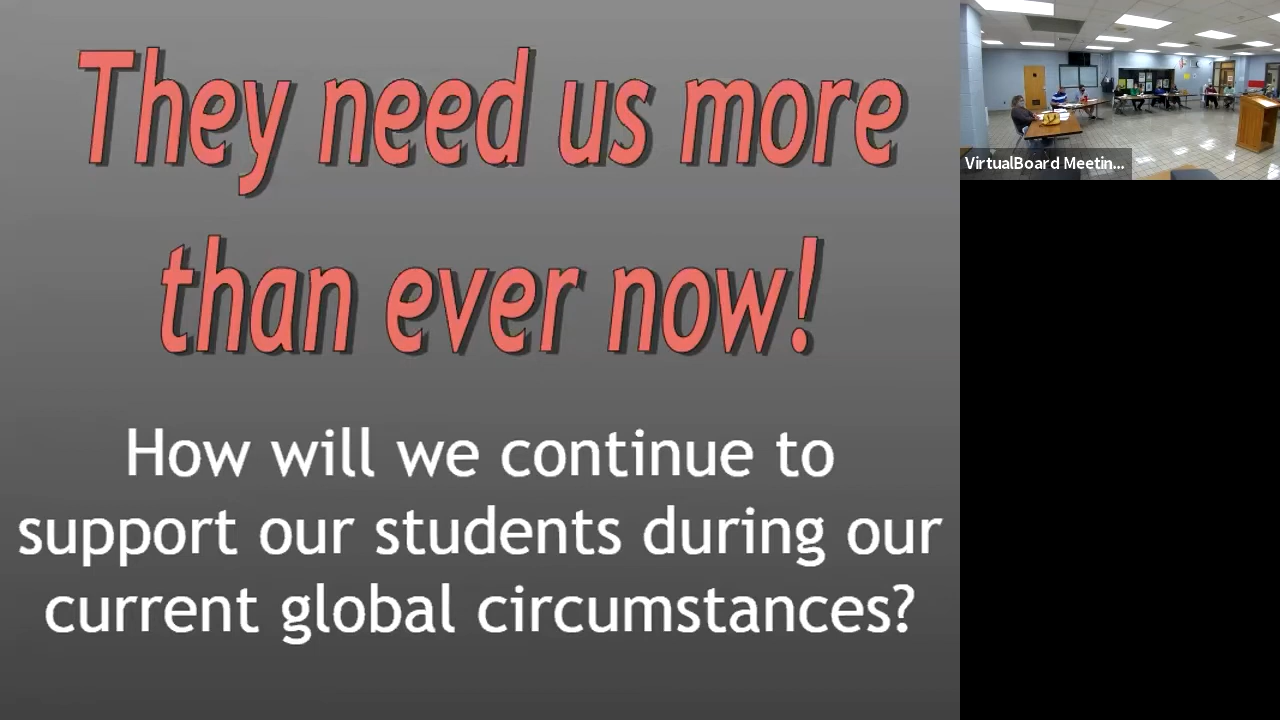 They need us more
than ever now!
How will we continue to
support our students during our
current global circumstances?
VirtualBoard Meetin...